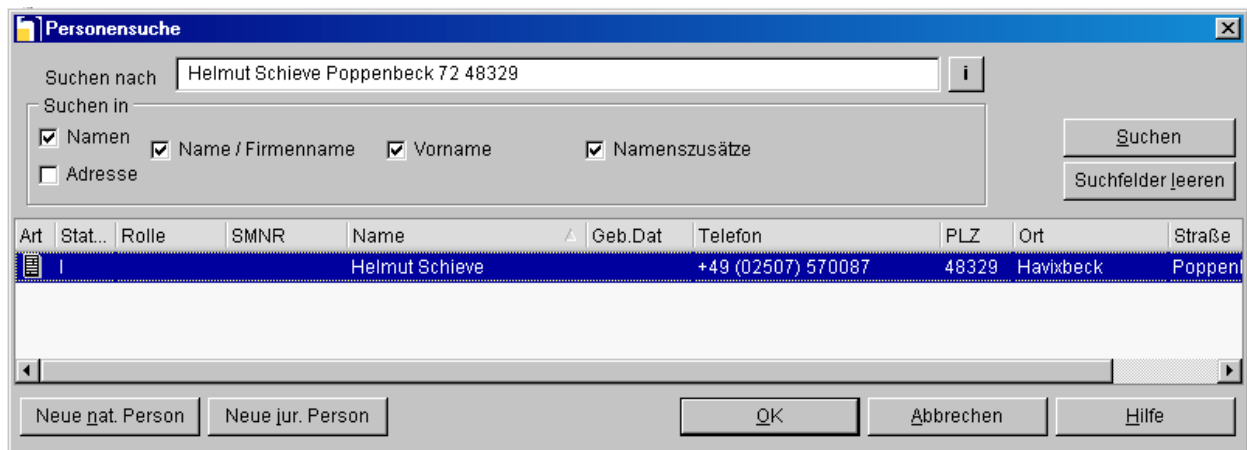 Personensuche
Suchen nach Helmut Schieve Poppenbeck 72 48329 i
Suchen in
Namen Name / Firmenname Vorname Namenszusätze
Adresse
Suchen
Suchfelder leeren
Art Stat... Rolle SMNR Name Geb.Dat Telefon PLZ Ort Straße
I Helmut Schieve +49 (02507) 570087 48329 Havixbeck Poppenl
Neue nat. Person Neue jur. Person OK Abbrechen Hilfe